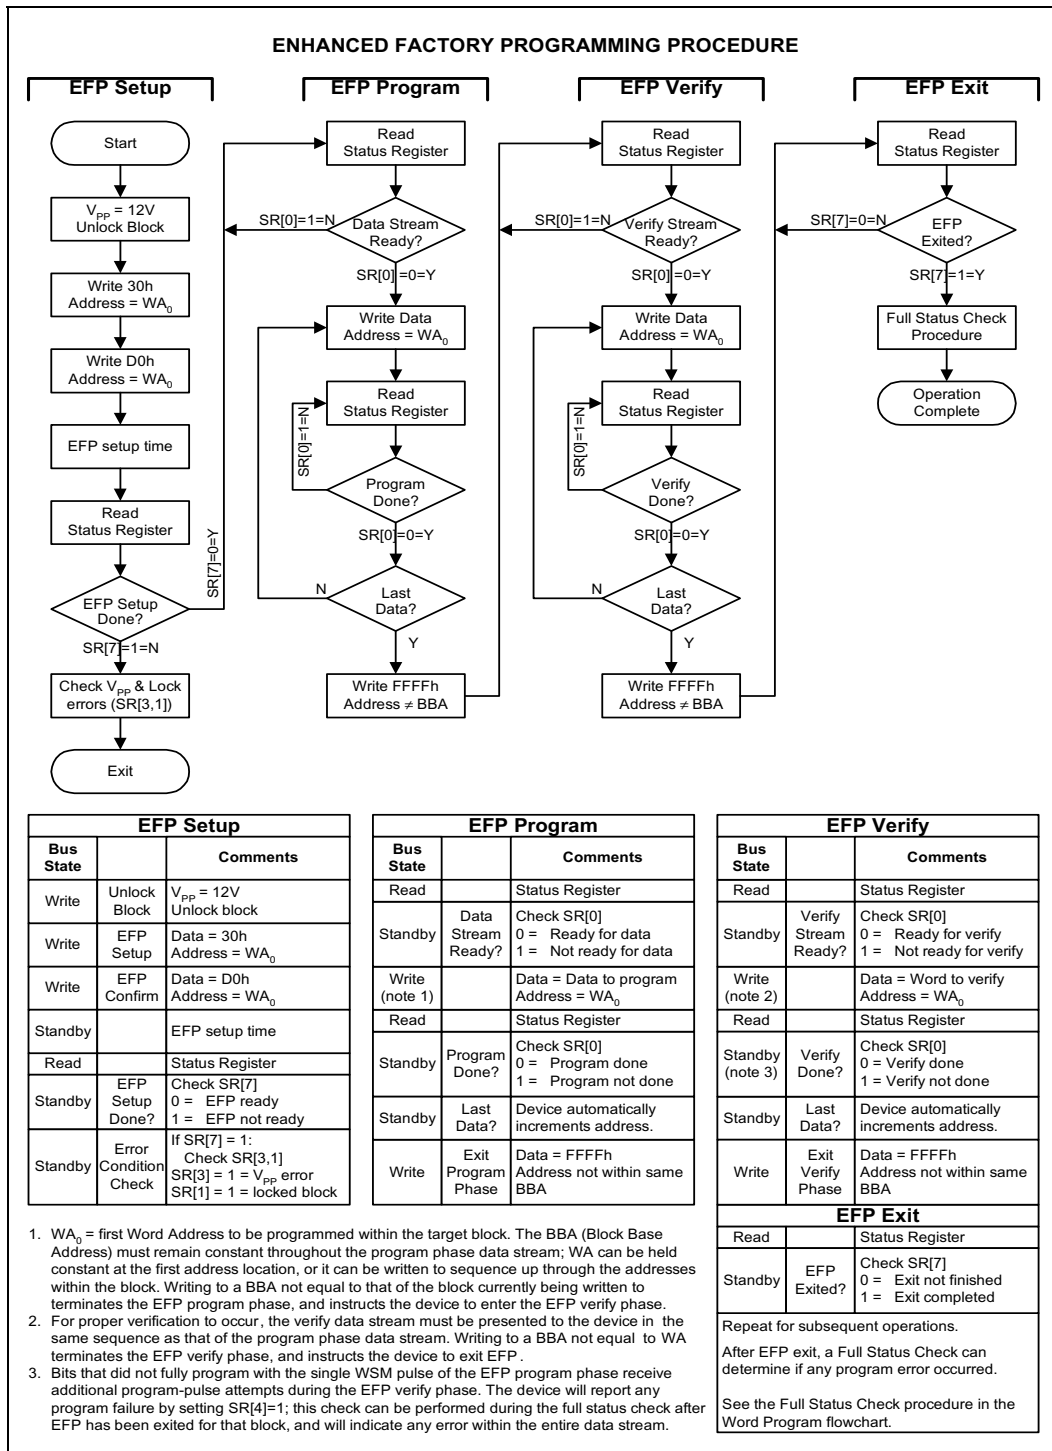 ENHANCED FACTORY PROGRAMMING PROCEDURE
EFP Setup
Start
VPP = 12V
Unlock Block
Write 30h
Address = WA0
Write D0h
Address = WA0
EFP setup time
Read
Status Register
EFP Setup
Done?
SR[7]=0=Y
SR[7]=1=N
Check VPP & Lock
errors (SR[3,1])
Exit
EFP Program
Read
Status Register
SR[0]=1=N
Data Stream
Ready?
SR[0] =0=Y
Write Data
Address = WA0
Read
Status Register
SR[0]=1=N
Program
Done?
SR[0]=0=Y
N
Last
Data?
Y
Write FFFFh
Address ≠ BBA
EFP Verify
Read
Status Register
SR[0]=1=N
Verify Stream
Ready?
SR[0] =0=Y
Write Data
Address = WA0
Read
Status Register
SR[0]=1=N
Verify
Done?
SR[0]=0=Y
N
Last
Data?
Y
Write FFFFh
Address ≠ BBA
EFP Exit
Read
Status Register
SR[7]=0=N
EFP
Exited?
SR[7]=1=Y
Full Status Check
Procedure
Operation
Complete
EFP Setup
Bus
State
Comments
Write
Unlock
Block
VPP = 12V
Unlock block
Write
EFP
Setup
Data = 30h
Address = WA0
Write
EFP
Confirm
Data = D0h
Address = WA0
Standby
EFP setup time
Read
Status Register
Standby
EFP
Setup
Done?
Check SR[7]
0 = EFP ready
1 = EFP not ready
Standby
Error
Condition
Check
If SR[7] = 1:
Check SR[3,1]
SR[3] = 1 = VPP error
SR[1] = 1 = locked block
EFP Program
Bus
State
Comments
Read
Status Register
Standby
Data
Stream
Ready?
Check SR[0]
0 = Ready for data
1 = Not ready for data
Write
(note 1)
Data = Data to program
Address = WA0
Read
Status Register
Standby
Program
Done?
Check SR[0]
0 = Program done
1 = Program not done
Standby
Last
Data?
Device automatically
increments address.
Write
Exit
Program
Phase
Data = FFFFh
Address not within same
BBA
EFP Verify
Bus
State
Comments
Read
Status Register
Standby
Verify
Stream
Ready?
Check SR[0]
0 = Ready for verify
1 = Not ready for verify
Write
(note 2)
Data = Word to verify
Address = WA0
Read
Status Register
Standby
(note 3)
Verify
Done?
Check SR[0]
0 = Verify done
1 = Verify not done
Standby
Last
Data?
Device automatically
increments address.
Write
Exit
Verify
Phase
Data = FFFFh
Address not within same
BBA
EFP Exit
Read
Status Register
Standby
EFP
Exited?
Check SR[7]
0 = Exit not finished
1 = Exit completed
Repeat for subsequent operations.
After EFP exit, a Full Status Check can
determine if any program error occurred.
See the Full Status Check procedure in the
Word Program flowchart.
1. WA0 = first Word Address to be programmed within the target block. The BBA (Block Base
Address) must remain constant throughout the program phase data stream; WA can be held
constant at the first address location, or it can be written to sequence up through the addresses
within the block. Writing to a BBA not equal to that of the block currently being written to
terminates the EFP program phase, and instructs the device to enter the EFP verify phase.
2. For proper verification to occur, the verify data stream must be presented to the device in the
same sequence as that of the program phase data stream. Writing to a BBA not equal to WA
terminates the EFP verify phase, and instructs the device to exit EFP .
3. Bits that did not fully program with the single WSM pulse of the EFP program phase receive
additional program-pulse attempts during the EFP verify phase. The device will report any
program failure by setting SR[4]=1; this check can be performed during the full status check after
EFP has been exited for that block, and will indicate any error within the entire data stream.